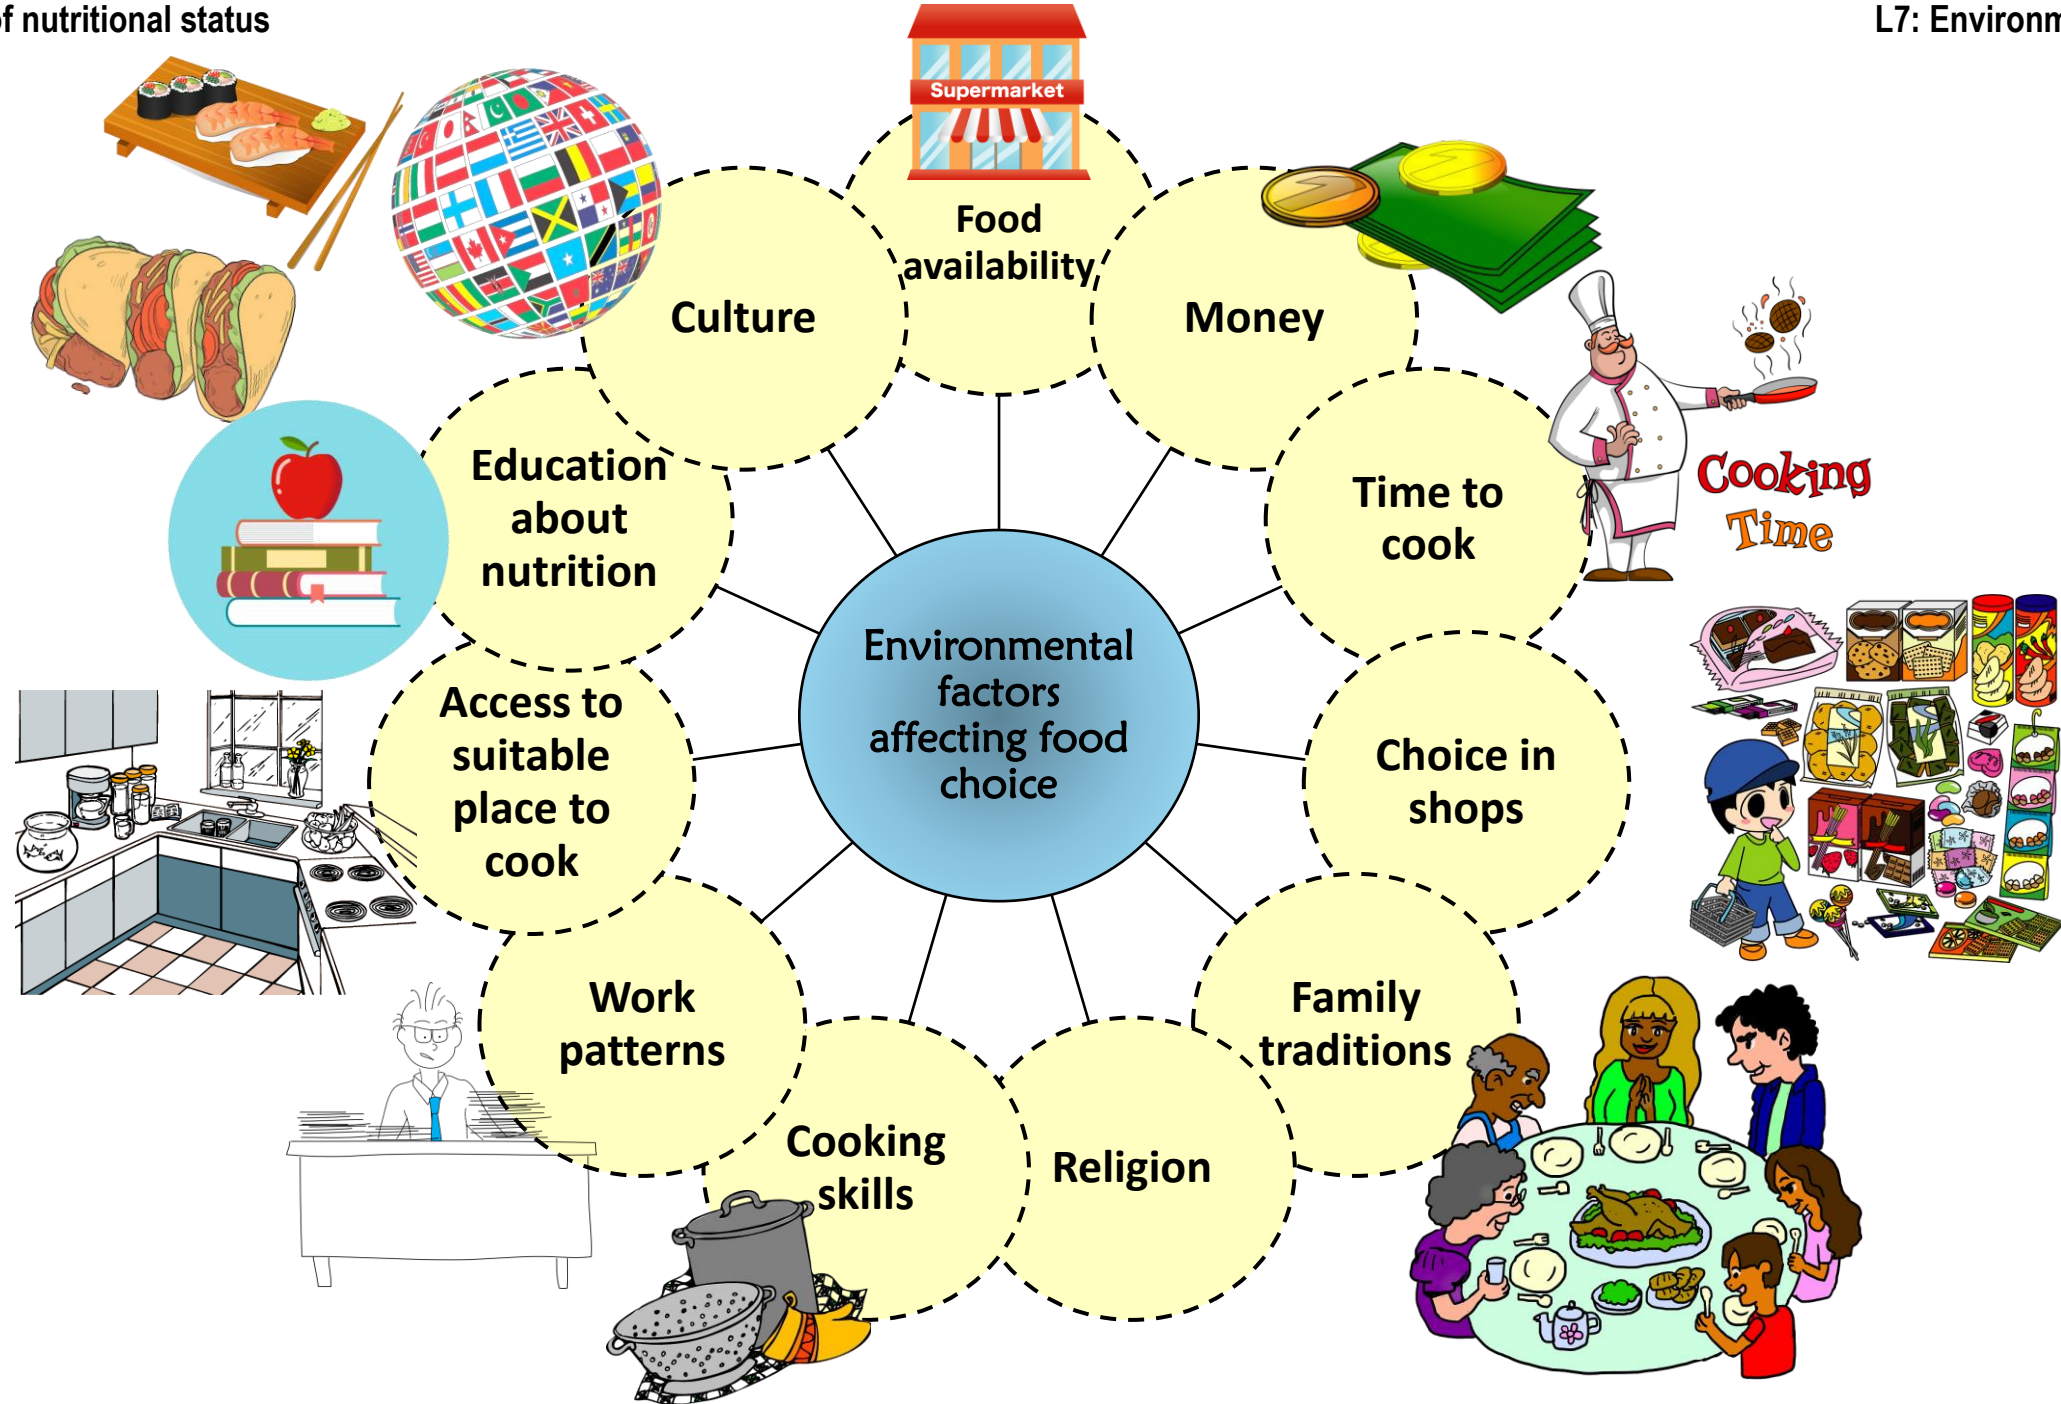 of nutritional status
L7: Environm
Supermarket
Food
availability
Culture
Money
Education
about
nutrition
Time to
cook
Cooking
Time
Environmental
factors
affecting food
choice
Access to
suitable
place to
cook
Choice in
shops
Work
patterns
Family
traditions
Cooking
skills
Religion